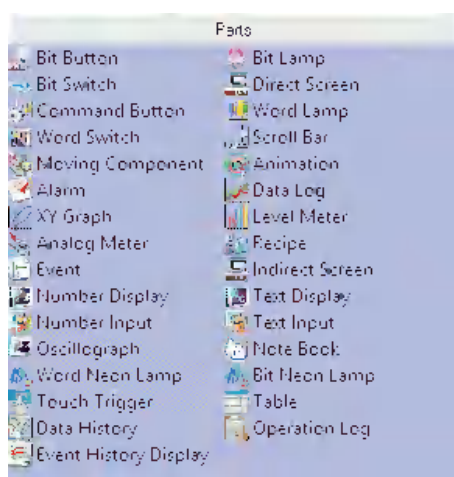 Parts
Bit Button Bit Lamp
Bit Switch Direct Screen
Command Button Word Lamp
Word Switch Scroll Bar
Moving Component Animation
Alarm Data Log
XY Graph Level Meter
Analog Meter Recipe
Event Indirect Screen
Number Display Text Display
Number Input Text Input
Oscillograph Note Book
Word Neon Lamp Bit Neon Lamp
Touch Trigger Table
Data History Operation Log
Event History Display